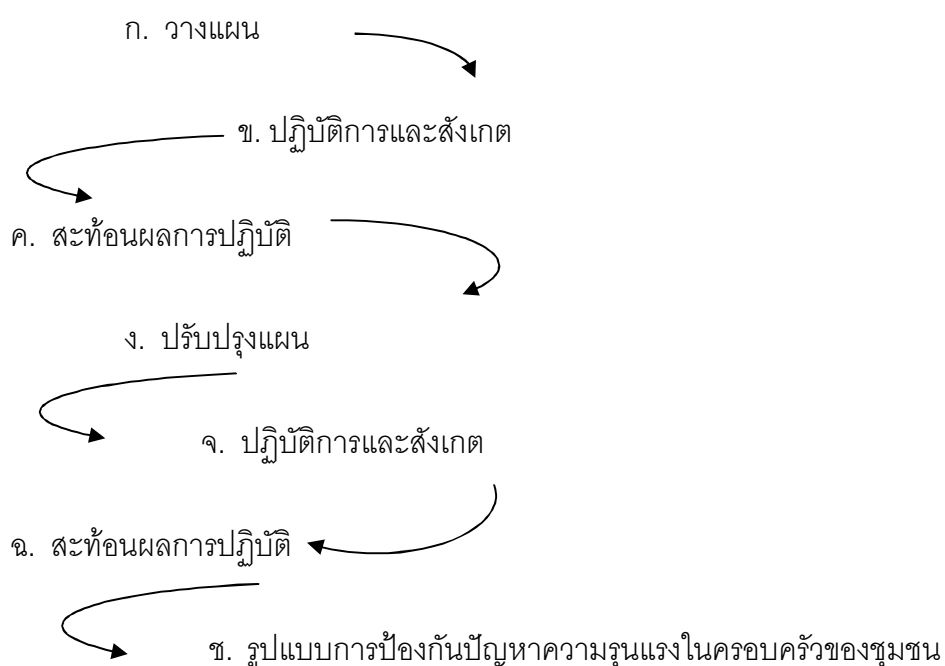 ก. วางแผน
ข. ปฏิบัติการและสังเกต
ค. สะท้อนผลการปฏิบัติ
ง. ปรับปรุงแผน
จ. ปฏิบัติการและสังเกต
ฉ. สะท้อนผลการปฏิบัติ
ช. รูปแบบการป้องกันปัญหาความรุนแรงในครอบครัวของชุมชน